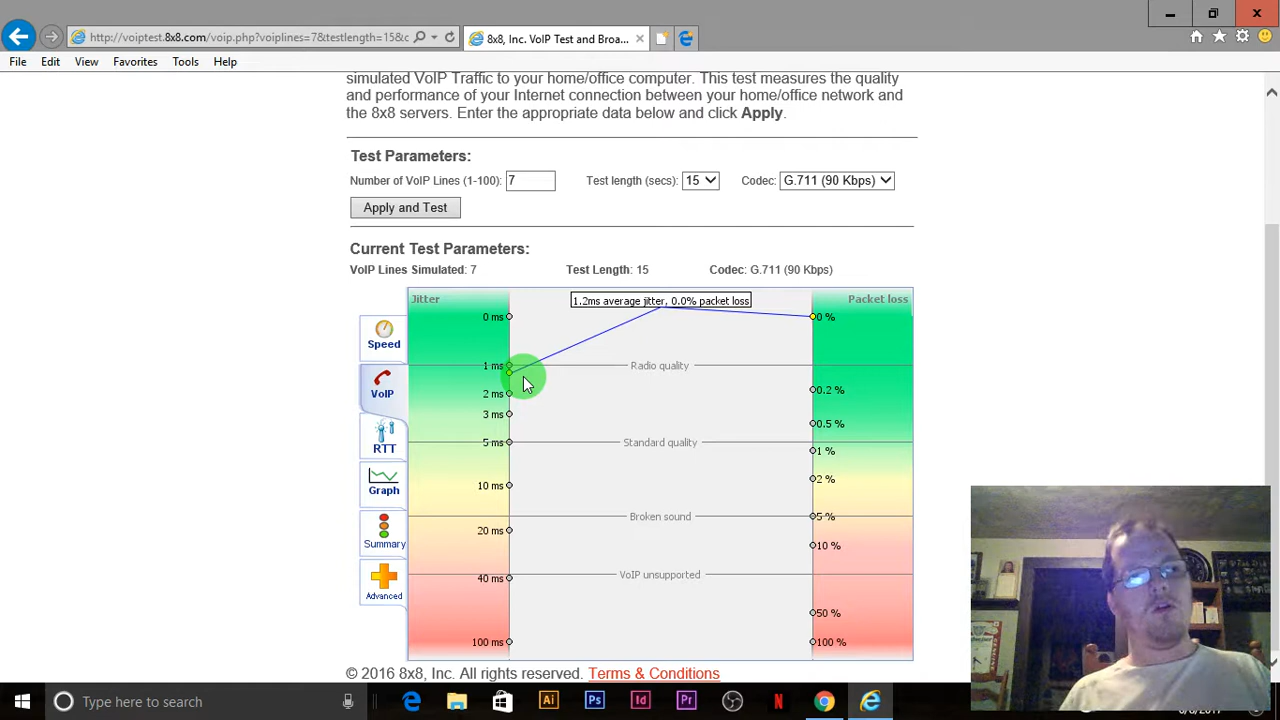 http://voiptest.8x8.com/voip.php?voiplines=7&testlength=15&c
8x8, Inc. VoIP Test and Broa...
File Edit View Favorites Tools Help
simulated VoIP Traffic to your home/office computer. This test measures the quality
and performance of your Internet connection between your home/office network and
the 8x8 servers. Enter the appropriate data below and click Apply.
Test Parameters:
Number of VoIP Lines (1-100): 7 Test length (secs): 15 Codec: G.711 (90 Kbps)
Apply and Test
Current Test Parameters:
VoIP Lines Simulated: 7 Test Length: 15 Codec: G.711 (90 Kbps)
Jitter 1.2ms average jitter, 0.0% packet loss Packet loss
0 ms 0 %
Speed
1 ms Radio quality
VoIP
2 ms 0.2 %
3 ms 0.5 %
5 ms Standard quality 1 %
RTT
10 ms 2 %
Graph
Broken sound 5 %
20 ms 10 %
Summary
40 ms VoIP unsupported
Advanced
50 %
100 ms 100 %
© 2016 8x8, Inc. All rights reserved. Terms & Conditions
Type here to search Ai Ps Id Pr N